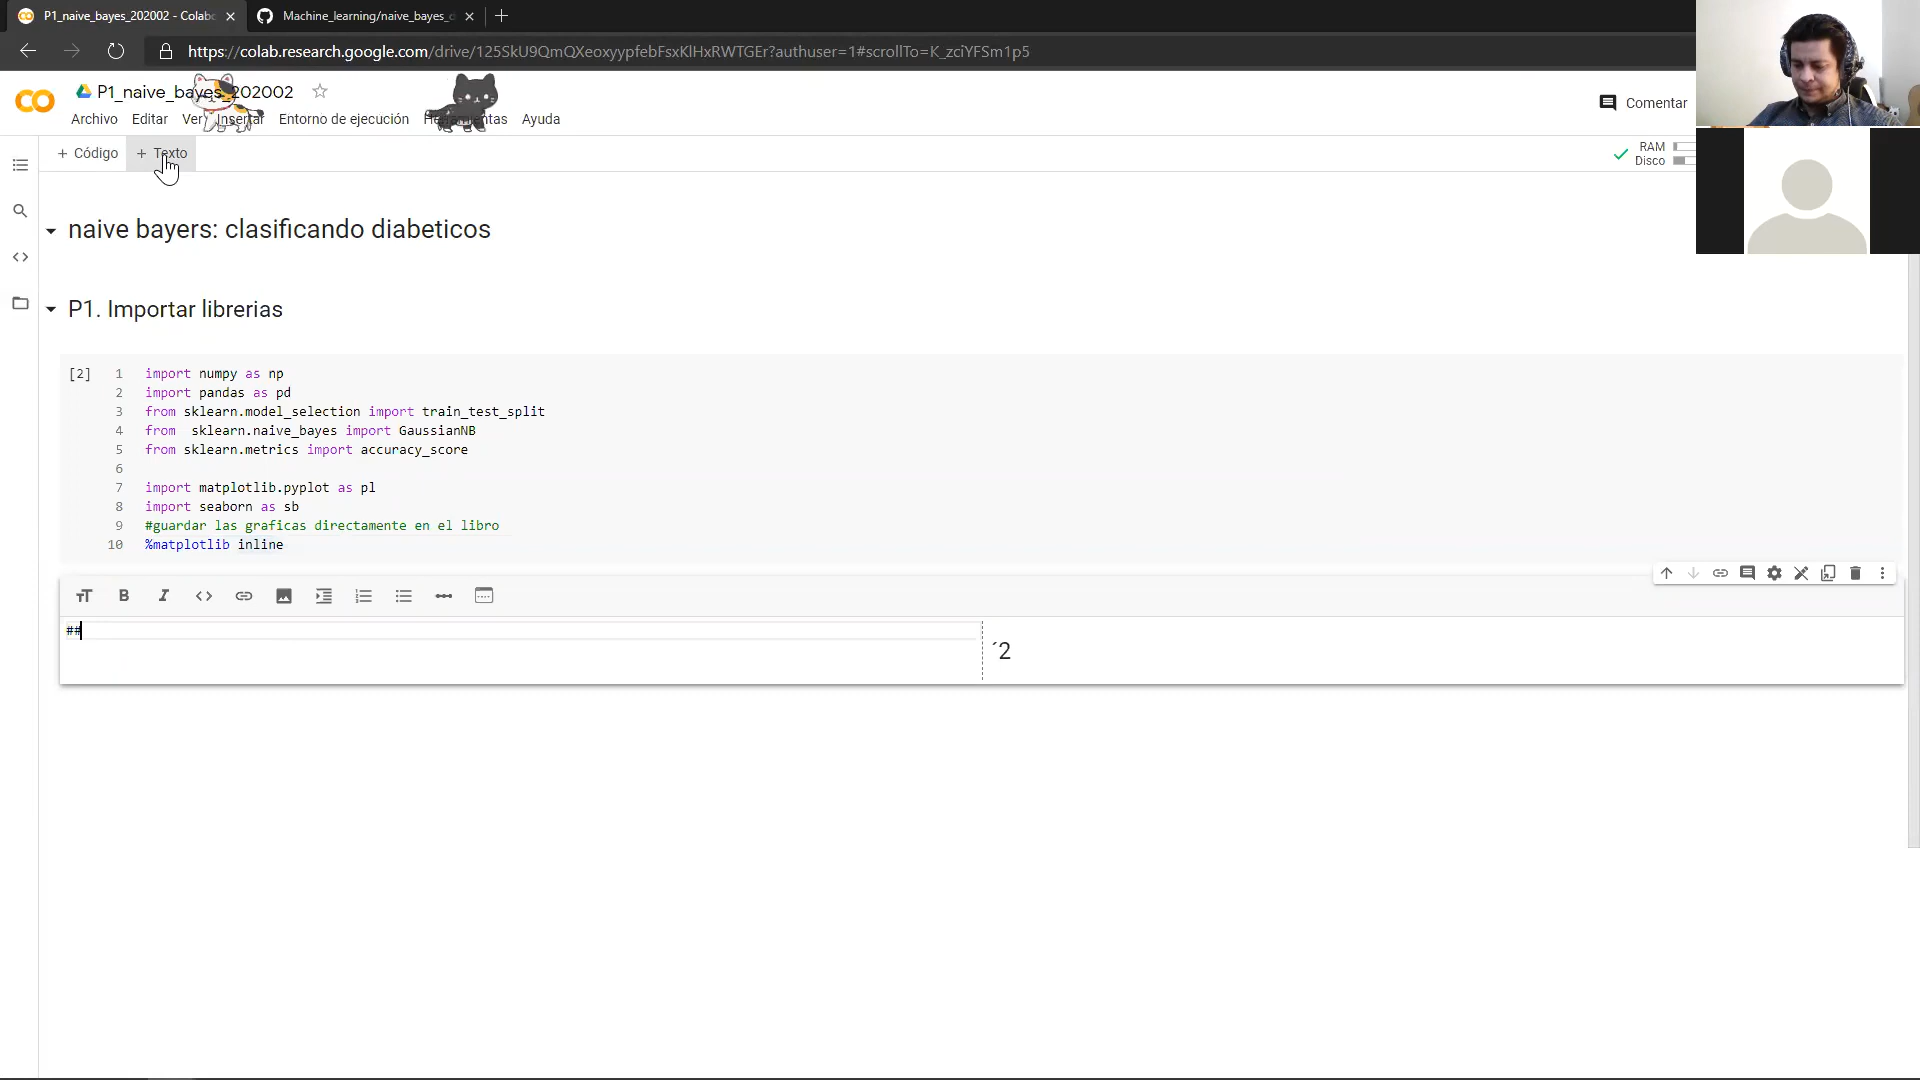 P1_naive_bayes_202002 - Colabo
Machine_learning/naive_bayes_d
https://colab.research.google.com/drive/125SkU9QmQXeoxyypfebFsxKlHxRWTGEr?authuser=1#scrollTo=K_zciYFSm1p5
CO
P1_naive_bayes_202002
Archivo Editar Ver Insertar Entorno de ejecución Herramientas Ayuda
Comentar
+ Código + Texto
RAM
Disco
naive bayers: clasificando diabeticos
P1. Importar librerias
[2]
1 import numpy as np
2 import pandas as pd
3 from sklearn.model_selection import train_test_split
4 from  sklearn.naive_bayes import GaussianNB
5 from sklearn.metrics import accuracy_score
6
7 import matplotlib.pyplot as pl
8 import seaborn as sb
9 #guardar las graficas directamente en el libro
10 %matplotlib inline
##
´2